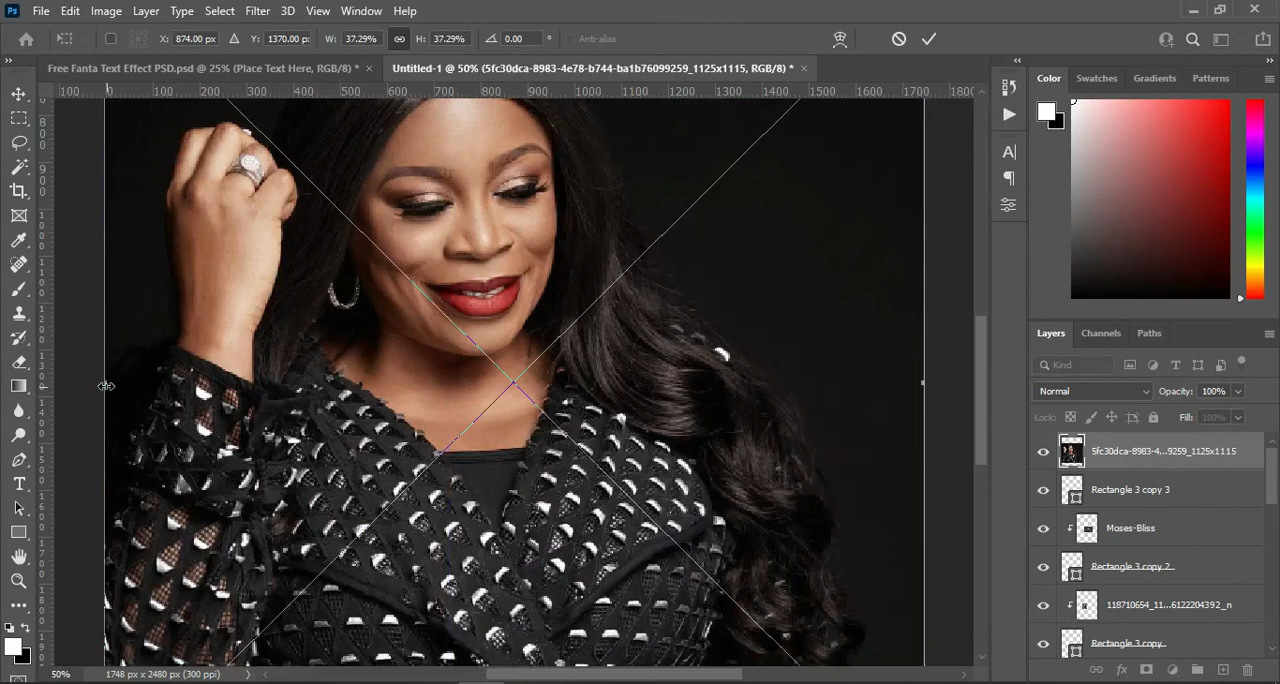 Ps File Edit Image Layer Type Select Filter 3D View Window Help
X: 874.00 px Y: 1370.00 px W: 37.29% H: 37.29% 0.00 ° Anti-alias
Free Fanta Text Effect PSD.psd @ 25% (Place Text Here, RGB/8) * × Untitled-1 @ 50% (5fc30dca-8983-4e78-b744-ba1b76099259_1125x1115, RGB/8) * ×
100 0 100 200 300 400 500 600 700 800 900 1000 1100 1200 1300 1400 1500 1600 1700 1800
Color Swatches Gradients Patterns
Layers Channels Paths
Kind
Normal Opacity: 100%
Lock: Fill: 100%
5fc30dca-8983-4...9259_1125x1115
Rectangle 3 copy 3
Moses-Bliss
Rectangle 3 copy 2
118710654_11...6122204392_n
Rectangle 3 copy
50% 1748 px x 2480 px (300 ppi)